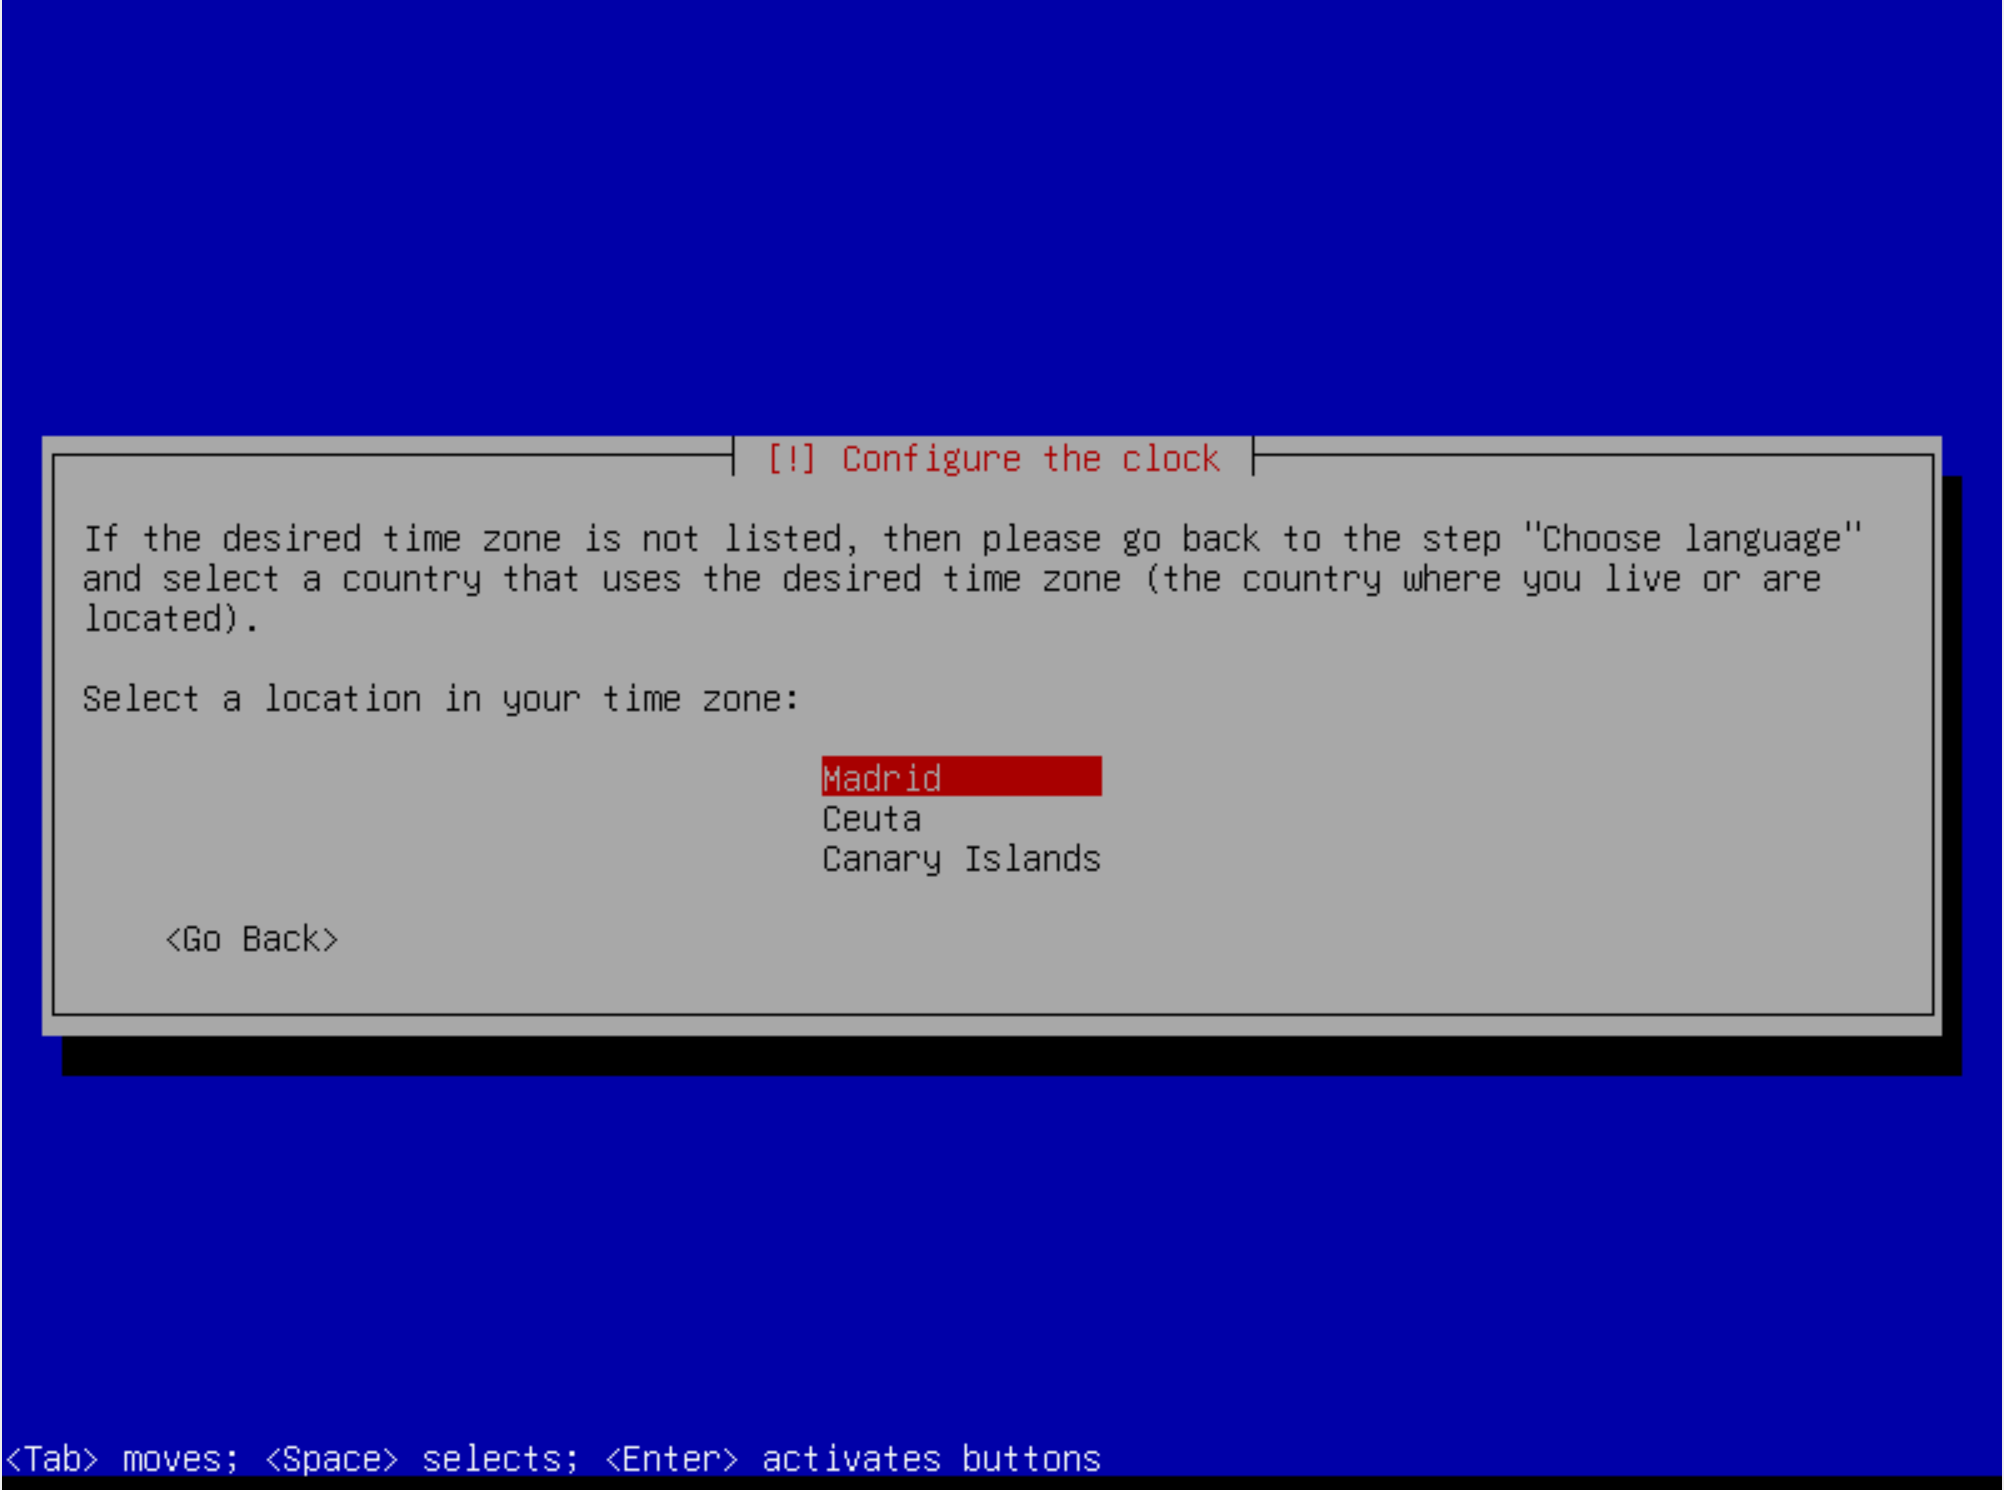 [!] Configure the clock
If the desired time zone is not listed, then please go back to the step "Choose language"
and select a country that uses the desired time zone (the country where you live or are
located).
Select a location in your time zone:
Madrid
Ceuta
Canary Islands
<Go Back>
<Tab> moves; <Space> selects; <Enter> activates buttons